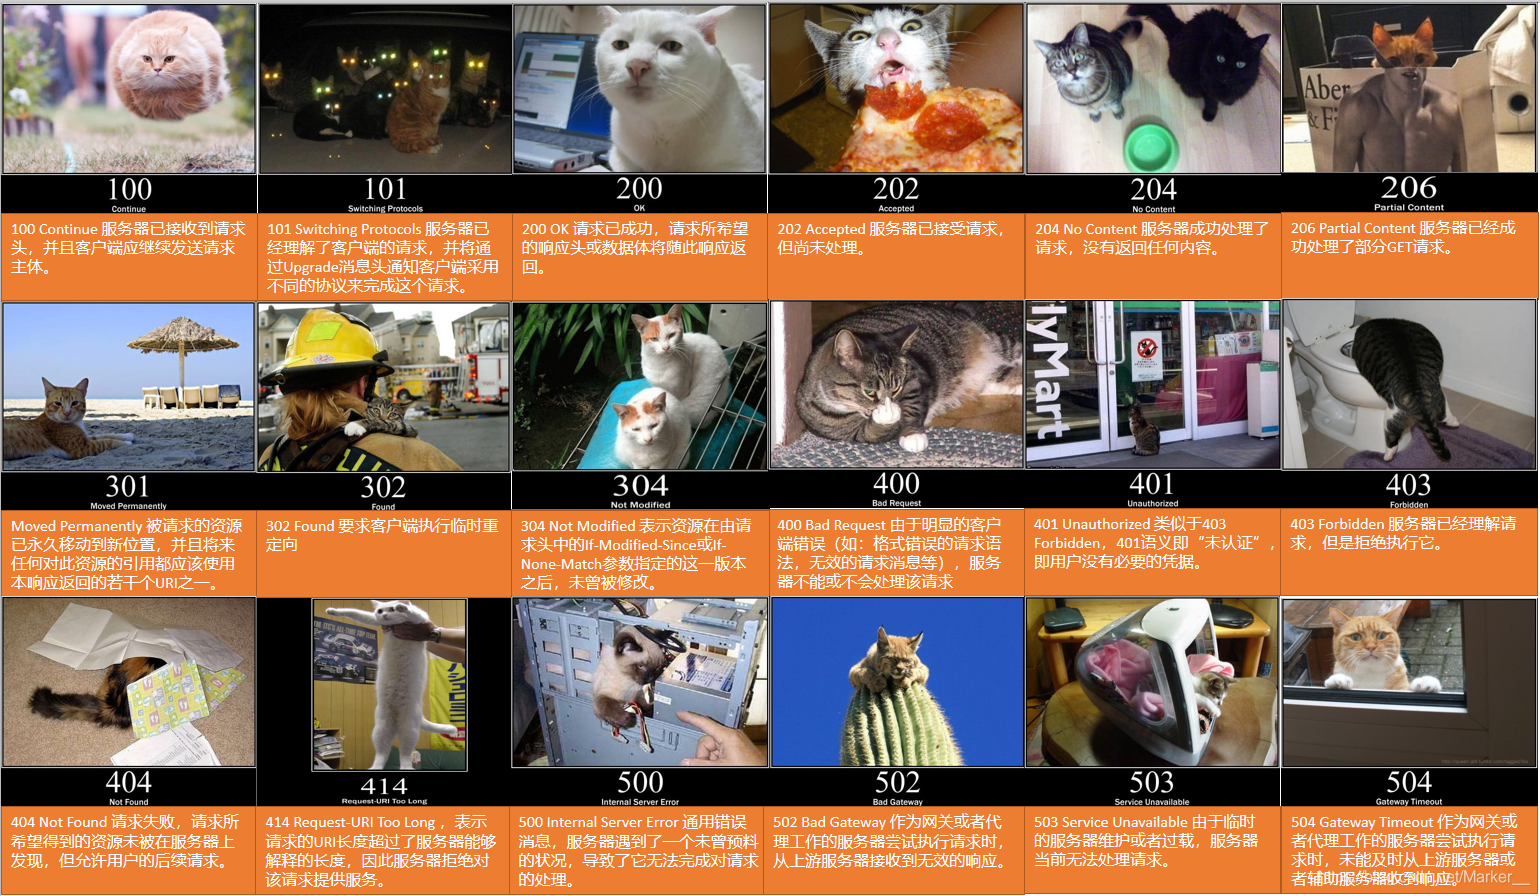 Aber
& Fi
100
Continue
101
Switching Protocols
200
OK
202
Accepted
204
No Content
206
Partial Content
100 Continue 服务器已接收到请求
头，并且客户端应继续发送请求
主体。
101 Switching Protocols 服务器已
经理解了客户端的请求，并将通
过Upgrade消息头通知客户端采用
不同的协议来完成这个请求。
200 OK 请求已成功，请求所希望
的响应头或数据体将随此响应返
回。
202 Accepted 服务器已接受请求，
但尚未处理。
204 No Content 服务器成功处理了
请求，没有返回任何内容。
206 Partial Content 服务器已经成
功处理了部分GET请求。
lyMart
301
Moved Permanently
302
Found
304
Not Modified
400
Bad Request
401
Unauthorized
403
Forbidden
Moved Permanently 被请求的资源
已永久移动到新位置，并且将来
任何对此资源的引用都应该使用
本响应返回的若干个URI之一。
302 Found 要求客户端执行临时重
定向
304 Not Modified 表示资源在由请
求头中的If-Modified-Since或If-
None-Match参数指定的这一版本
之后，未曾被修改。
400 Bad Request 由于明显的客户
端错误（如：格式错误的请求语
法，无效的请求消息等），服务
器不能或不会处理该请求
401 Unauthorized 类似于403
Forbidden，401语义即“未认证”，
即用户没有必要的凭据。
403 Forbidden 服务器已经理解请
求，但是拒绝执行它。
404
Not Found
414
Request-URI Too Long
500
Internal Server Error
502
Bad Gateway
503
Service Unavailable
504
Gateway Timeout
404 Not Found 请求失败，请求所
希望得到的资源未被在服务器上
发现，但允许用户的后续请求。
414 Request-URI Too Long ，表示
请求的URI长度超过了服务器能够
解释的长度，因此服务器拒绝对
该请求提供服务。
500 Internal Server Error 通用错误
消息，服务器遇到了一个未曾预料
的状况，导致了它无法完成对请求
的处理。
502 Bad Gateway 作为网关或者代
理工作的服务器尝试执行请求时，
从上游服务器接收到无效的响应。
503 Service Unavailable 由于临时
的服务器维护或者过载，服务器
当前无法处理请求。
504 Gateway Timeout 作为网关或
者代理工作的服务器尝试执行请
求时，未能及时从上游服务器或
者辅助服务器收到响应